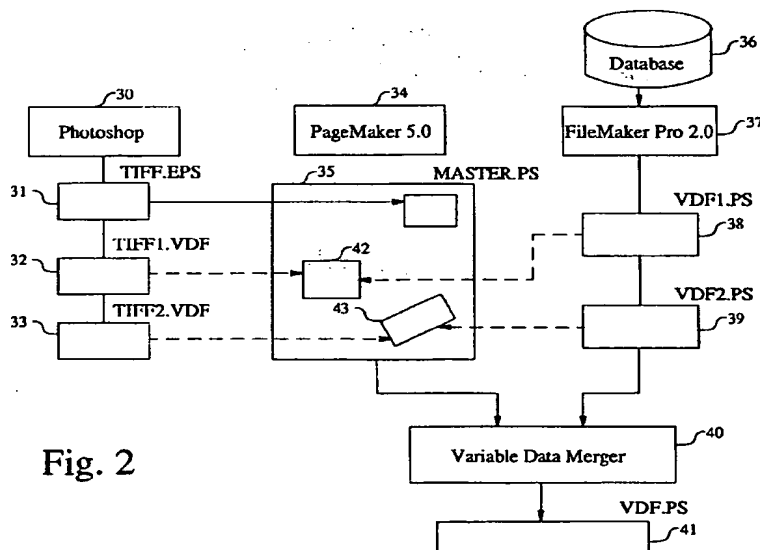 36
Database
30
34
Photoshop
PageMaker 5.0
FileMaker Pro 2.0
37
TIFF.EPS
35
MASTER.PS
31
VDF1.PS
TIFF1.VDF
42
38
32
TIFF2.VDF
VDF2.PS
43
33
39
Fig. 2
Variable Data Merger
40
VDF.PS
41